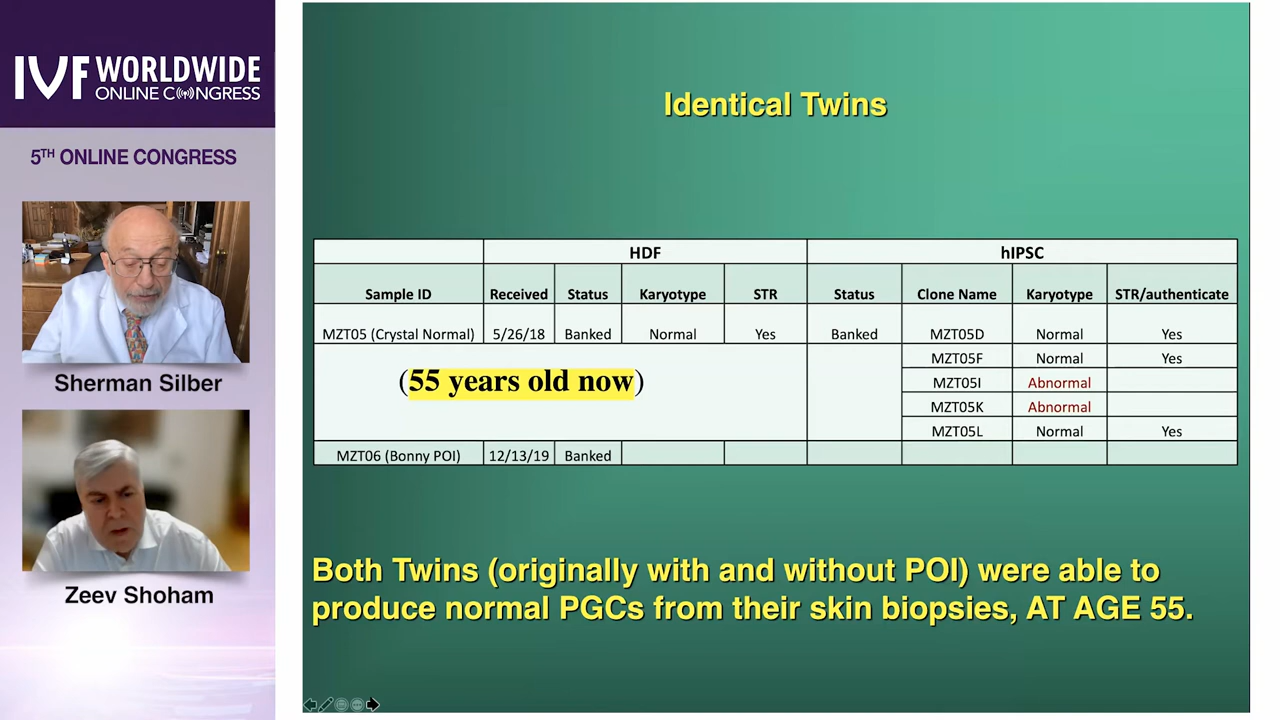 IVF WORLDWIDE
ONLINE CONGRESS
5TH ONLINE CONGRESS
Sherman Silber
Zeev Shoham
Identical Twins
HDF hIPSC
Sample ID Received Status Karyotype STR Status Clone Name Karyotype STR/authenticate
MZT05 (Crystal Normal) 5/26/18 Banked Normal Yes Banked MZT05D Normal Yes
MZT05F Normal Yes
(55 years old now) MZT05I Abnormal
MZT05K Abnormal
MZT05L Normal Yes
MZT06 (Bonny POI) 12/13/19 Banked
Both Twins (originally with and without POI) were able to
produce normal PGCs from their skin biopsies, AT AGE 55.